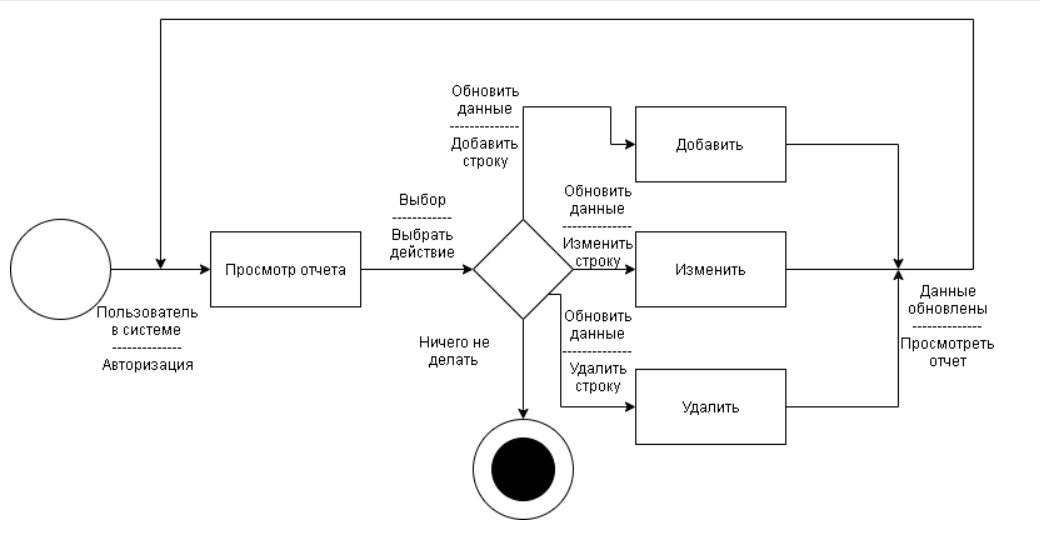 Обновить
данные
Добавить
строку
Добавить
Обновить
данные
Изменить
строку
Изменить
Выбор
Выбрать
действие
Просмотр отчета
Пользователь
в системе
Авторизация
Ничего не
делать
Обновить
данные
Удалить
строку
Удалить
Данные
обновлены
Просмотреть
отчет